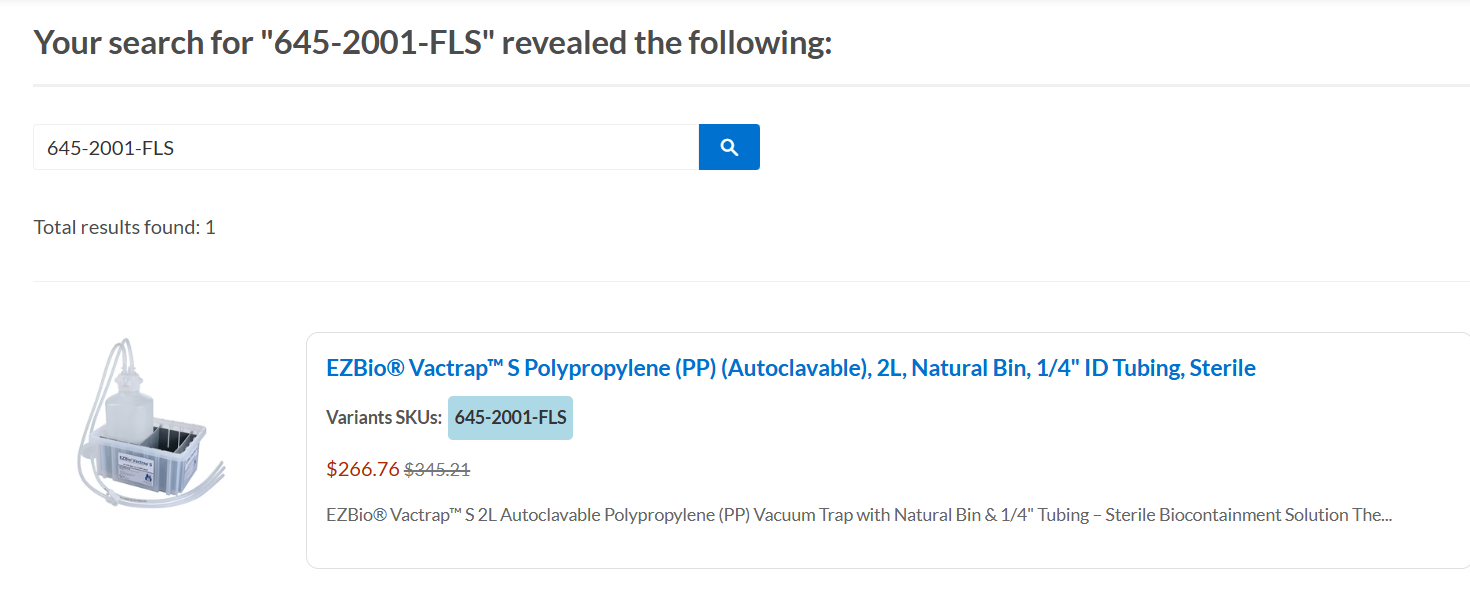 Your search for "645-2001-FLS" revealed the following:
645-2001-FLS
Total results found: 1
EZBio® Vactrap™ S Polypropylene (PP) (Autoclavable), 2L, Natural Bin, 1/4" ID Tubing, Sterile
Variants SKUs: 645-2001-FLS
$266.76 $345.21
EZBio® Vactrap™ S 2L Autoclavable Polypropylene (PP) Vacuum Trap with Natural Bin & 1/4" Tubing – Sterile Biocontainment Solution The...
EZBio Vactrap S